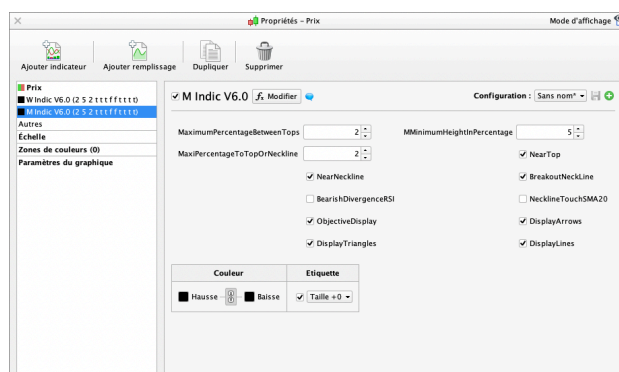 Propriétés - Prix
Mode d'affichage
Ajouter indicateur
Ajouter remplissage
Dupliquer
Supprimer
Prix
W Indic V6.0 (2 5 2 t t t f f t t t t)
M Indic V6.0 (2 5 2 t t t f f t t t t)
Autres
Échelle
Zones de couleurs (0)
Paramètres du graphique
M Indic V6.0
Modifier
Configuration : Sans nom*
MaximumPercentageBetweenTops 2
MMinimumHeightInPercentage 5
MaxiPercentageToTopOrNeckline 2
NearTop
NearNeckline
BreakoutNeckLine
BearishDivergenceRSI
NecklineTouchSMA20
ObjectiveDisplay
DisplayArrows
DisplayTriangles
DisplayLines
Couleur
Etiquette
Hausse
Baisse
Taille +0